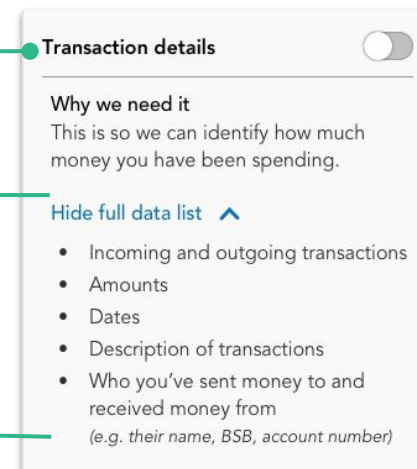 Transaction details
Why we need it
This is so we can identify how much
money you have been spending.
Hide full data list
• Incoming and outgoing transactions
• Amounts
• Dates
• Description of transactions
• Who you’ve sent money to and
received money from
(e.g. their name, BSB, account number)